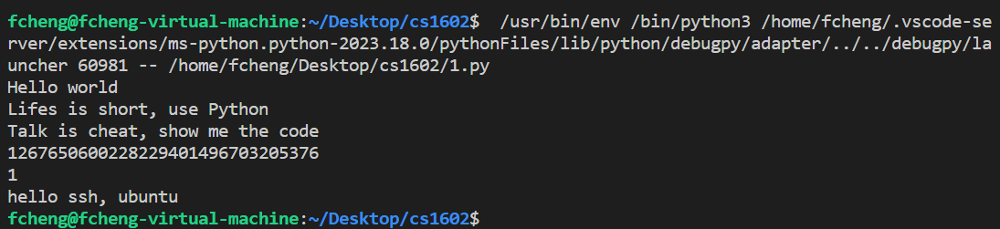 fcheng@fcheng-virtual-machine:~/Desktop/cs1602$  /usr/bin/env /bin/python3 /home/fcheng/.vscode-se
rver/extensions/ms-python.python-2023.18.0/pythonFiles/lib/python/debugpy/adapter/../../debugpy/la
uncher 60981 -- /home/fcheng/Desktop/cs1602/1.py
Hello world
Lifes is short, use Python
Talk is cheat, show me the code
1267650600228229401496703205376
1
hello ssh, ubuntu
fcheng@fcheng-virtual-machine:~/Desktop/cs1602$